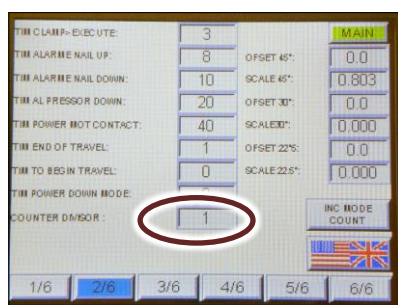 TIM CLAMP> EXECUTE: 3 MAIN
TIM ALARME NAIL UP: 8 OFSET 45°: 0.0
TIM ALARME NAIL DOWN: 10 SCALE 45°: 0.803
TIM AL PRESSOR DOWN: 20 OFSET 30°: 0.0
TIM POWER MOT CONTACT: 40 SCALE30°: 0.000
TIM END OF TRAVEL: 1 OFSET 22°5: 0.0
TIM TO BEGIN TRAVEL: 0 SCALE 22.5°: 0.000
TIM POWER DOWN MODE:
COUNTER DIVISOR : 1 INC MODE
COUNT
1/6 2/6 3/6 4/6 5/6 6/6